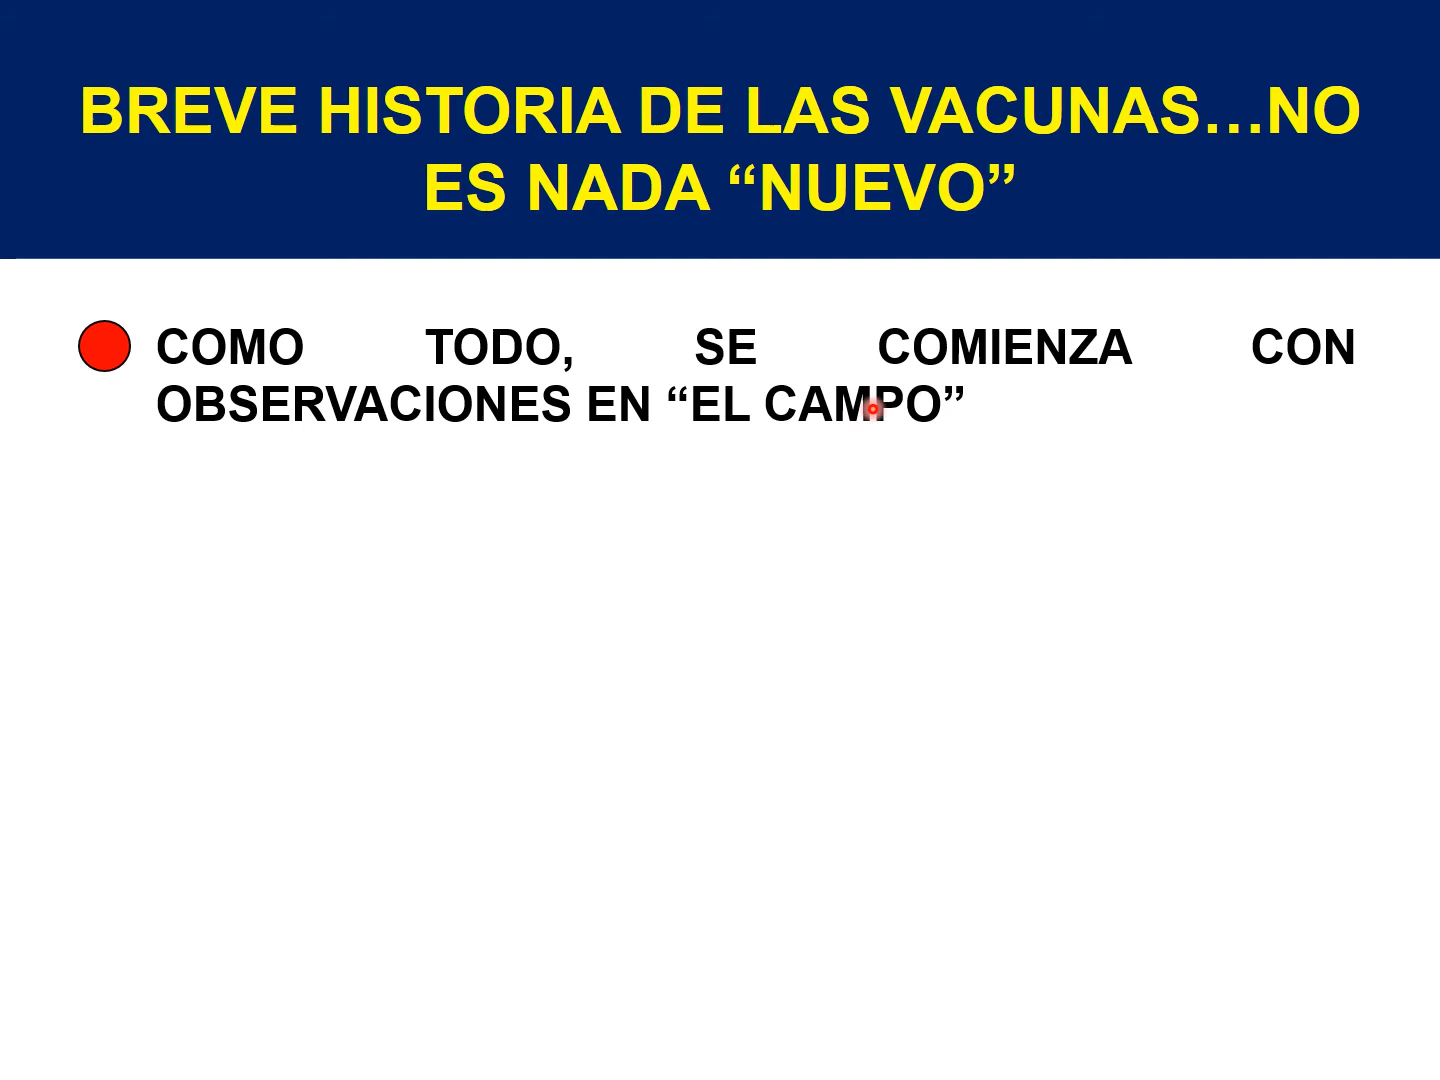 BREVE HISTORIA DE LAS VACUNAS…NO
ES NADA “NUEVO”
COMO TODO, SE COMIENZA CON
OBSERVACIONES EN “EL CAMPO”